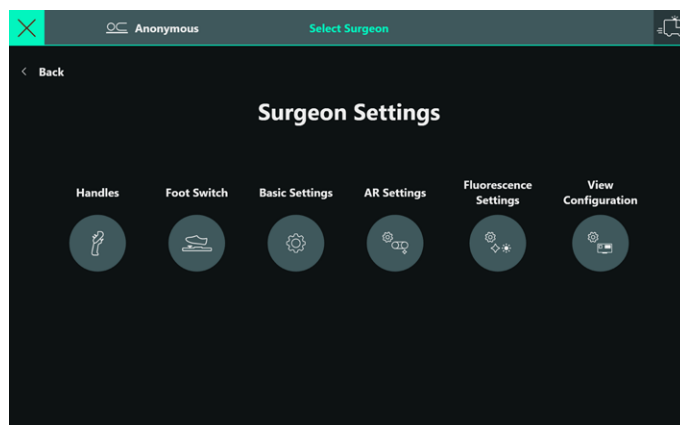 Anonymous
Select Surgeon
Back
Surgeon Settings
Handles
Foot Switch
Basic Settings
AR Settings
Fluorescence
Settings
View
Configuration